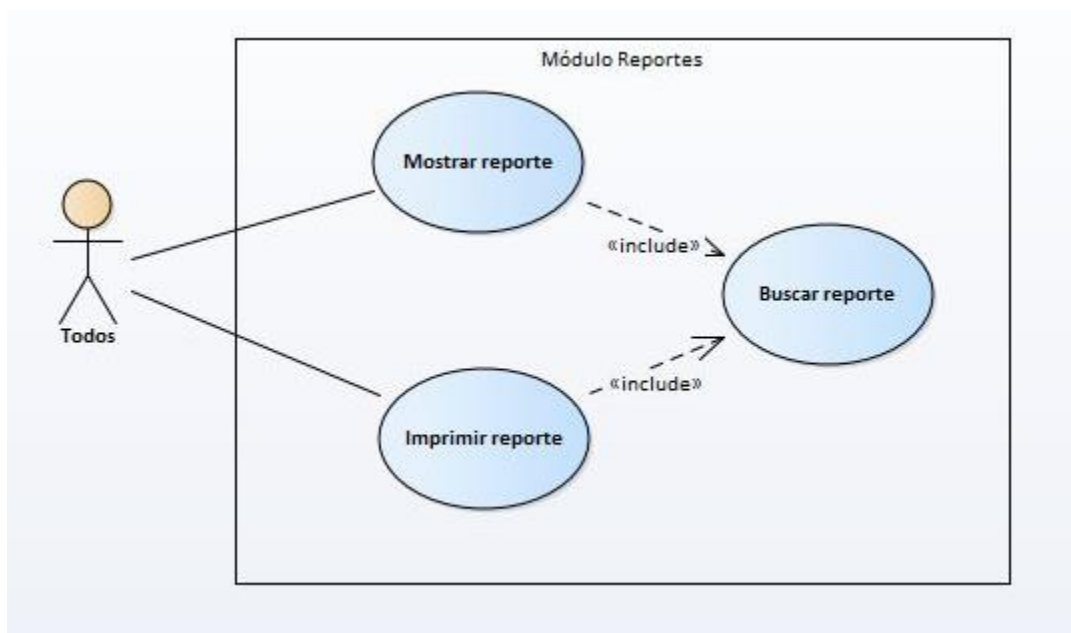 Módulo Reportes
Mostrar reporte
«include»
Buscar reporte
Todos
«include»
Imprimir reporte